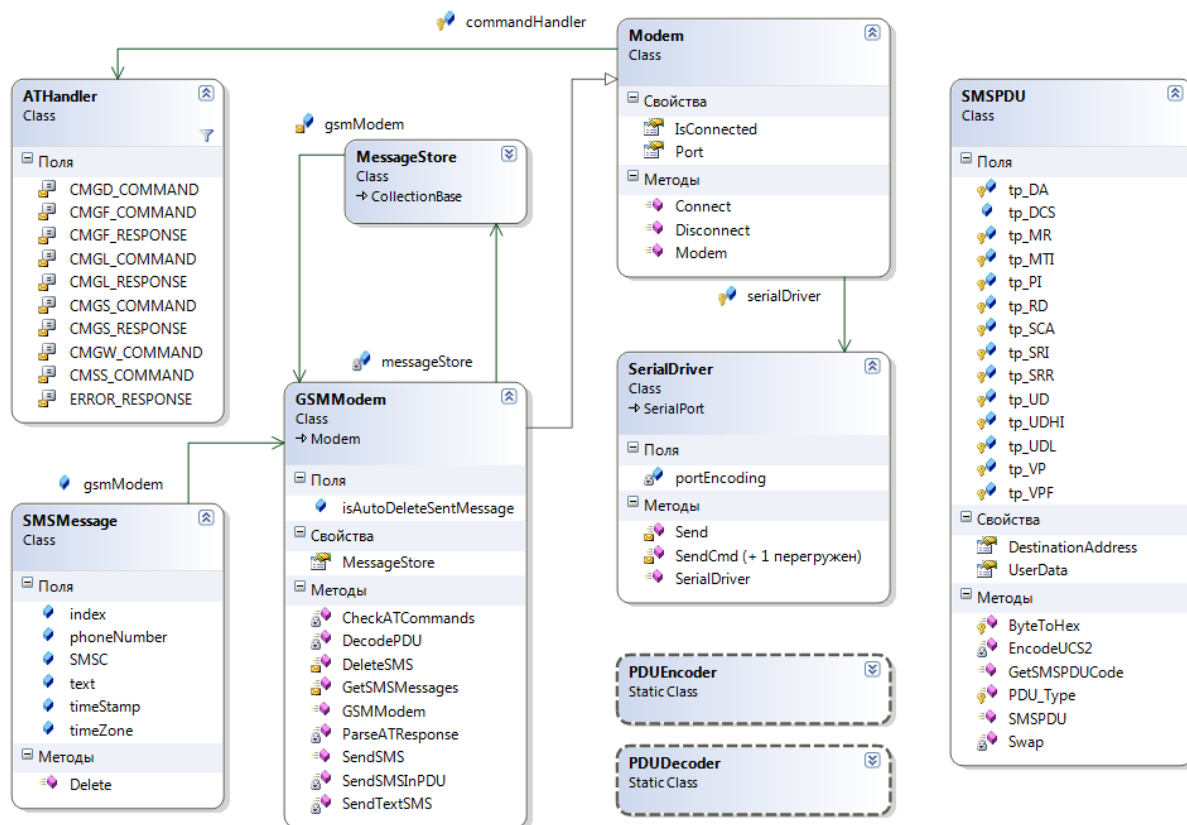 commandHandler
Modem
Class
Свойства
IsConnected
Port
Методы
Connect
Disconnect
Modem
ATHandler
Class
Поля
CMGD_COMMAND
CMGF_COMMAND
CMGF_RESPONSE
CMGL_COMMAND
CMGL_RESPONSE
CMGS_COMMAND
CMGS_RESPONSE
CMGW_COMMAND
CMSS_COMMAND
ERROR_RESPONSE
gsmModem
MessageStore
Class
CollectionBase
SMSPDU
Class
Поля
tp_DA
tp_DCS
tp_MR
tp_MTI
tp_PI
tp_RD
tp_SCA
tp_SRI
tp_SRR
tp_UD
tp_UDHI
tp_UDL
tp_VP
tp_VPF
Свойства
DestinationAddress
UserData
Методы
ByteToHex
EncodeUCS2
GetSMSPDUCode
PDU_Type
SMSPDU
Swap
serialDriver
messageStore
SerialDriver
Class
SerialPort
Поля
portEncoding
Методы
Send
SendCmd (+ 1 перегружен)
SerialDriver
GSMModem
Class
Modem
Поля
isAutoDeleteSentMessage
Свойства
MessageStore
Методы
CheckATCommands
DecodePDU
DeleteSMS
GetSMSMessages
GSMModem
ParseATResponse
SendSMS
SendSMSInPDU
SendTextSMS
gsmModem
SMSMessage
Class
Поля
index
phoneNumber
SMSC
text
timeStamp
timeZone
Методы
Delete
PDUEncoder
Static Class
PDUDecoder
Static Class